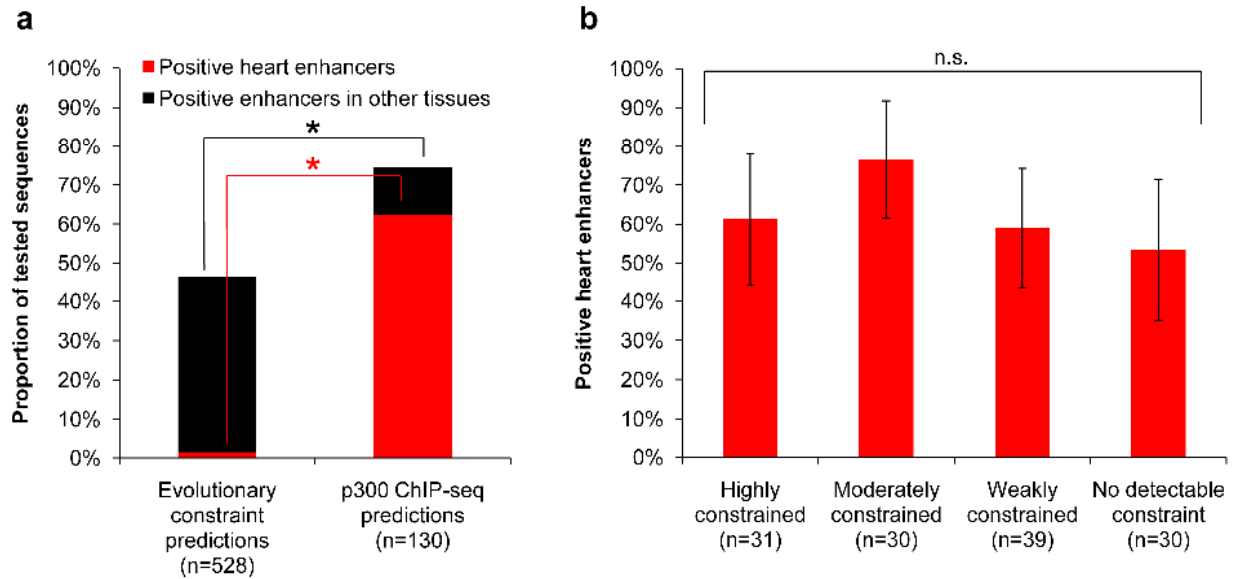 a
Positive heart enhancers
Positive enhancers in other tissues
Proportion of tested sequences
100%
90%
80%
70%
60%
50%
40%
30%
20%
10%
0%
*
*
Evolutionary
constraint
predictions
(n=528)
p300 ChIP-seq
predictions
(n=130)
b
n.s.
Positive heart enhancers
100%
90%
80%
70%
60%
50%
40%
30%
20%
10%
0%
Highly
constrained
(n=31)
Moderately
constrained
(n=30)
Weakly
constrained
(n=39)
No detectable
constraint
(n=30)